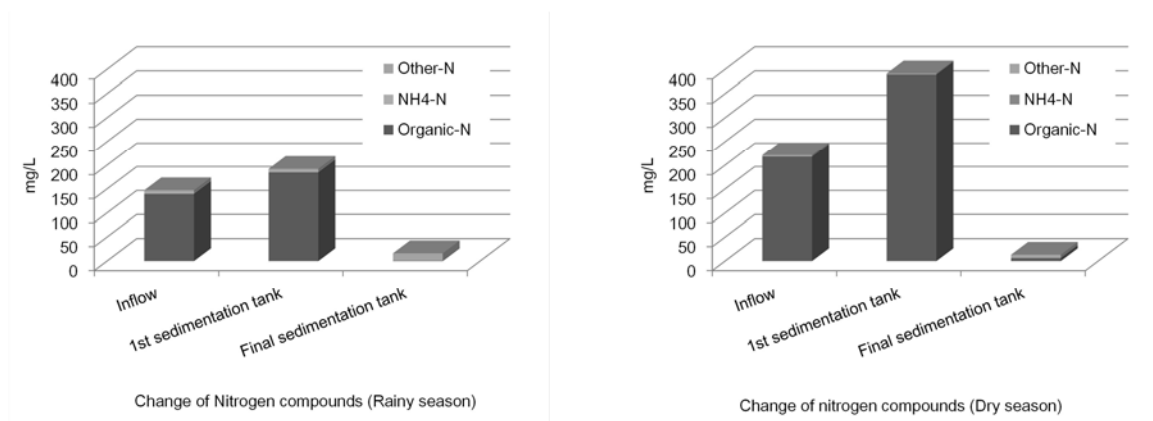 400
350
300
250
200
150
100
50
0
mg/L
Other-N
NH4-N
Organic-N
Inflow
1st sedimentation tank
Final sedimentation tank
Change of Nitrogen compounds (Rainy season)
400
350
300
250
200
150
100
50
0
mg/L
Other-N
NH4-N
Organic-N
Inflow
1st sedimentation tank
Final sedimentation tank
Change of nitrogen compounds (Dry season)